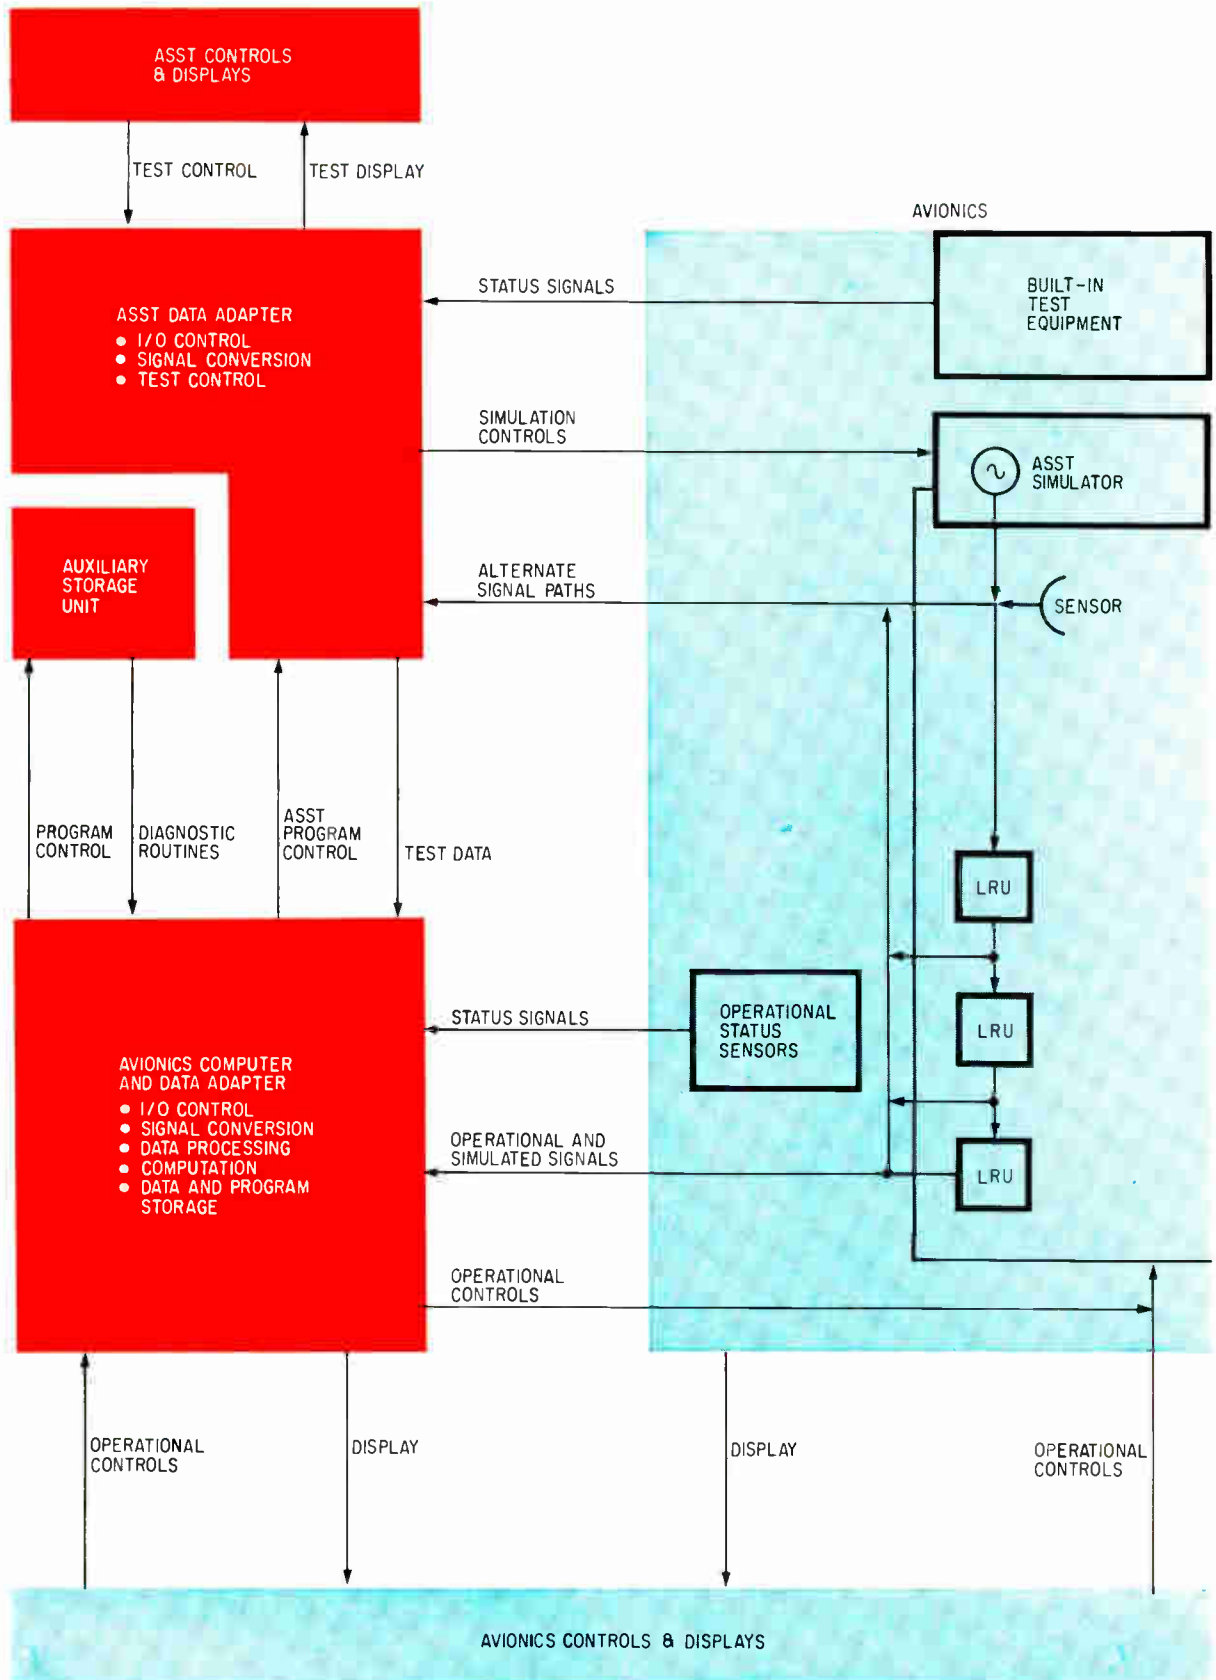 ASST CONTROLS
& DISPLAYS
TEST CONTROL
TEST DISPLAY
AVIONICS
ASST DATA ADAPTER
• I/O CONTROL
• SIGNAL CONVERSION
• TEST CONTROL
STATUS SIGNALS
BUILT-IN
TEST
EQUIPMENT
SIMULATION
CONTROLS
ASST
SIMULATOR
AUXILIARY
STORAGE
UNIT
ALTERNATE
SIGNAL PATHS
SENSOR
PROGRAM
CONTROL
DIAGNOSTIC
ROUTINES
ASST
PROGRAM
CONTROL
TEST DATA
LRU
LRU
LRU
AVIONICS COMPUTER
AND DATA ADAPTER
• I/O CONTROL
• SIGNAL CONVERSION
• DATA PROCESSING
• COMPUTATION
• DATA AND PROGRAM
STORAGE
STATUS SIGNALS
OPERATIONAL
STATUS
SENSORS
OPERATIONAL AND
SIMULATED SIGNALS
OPERATIONAL
CONTROLS
OPERATIONAL
CONTROLS
DISPLAY
DISPLAY
OPERATIONAL
CONTROLS
AVIONICS CONTROLS & DISPLAYS